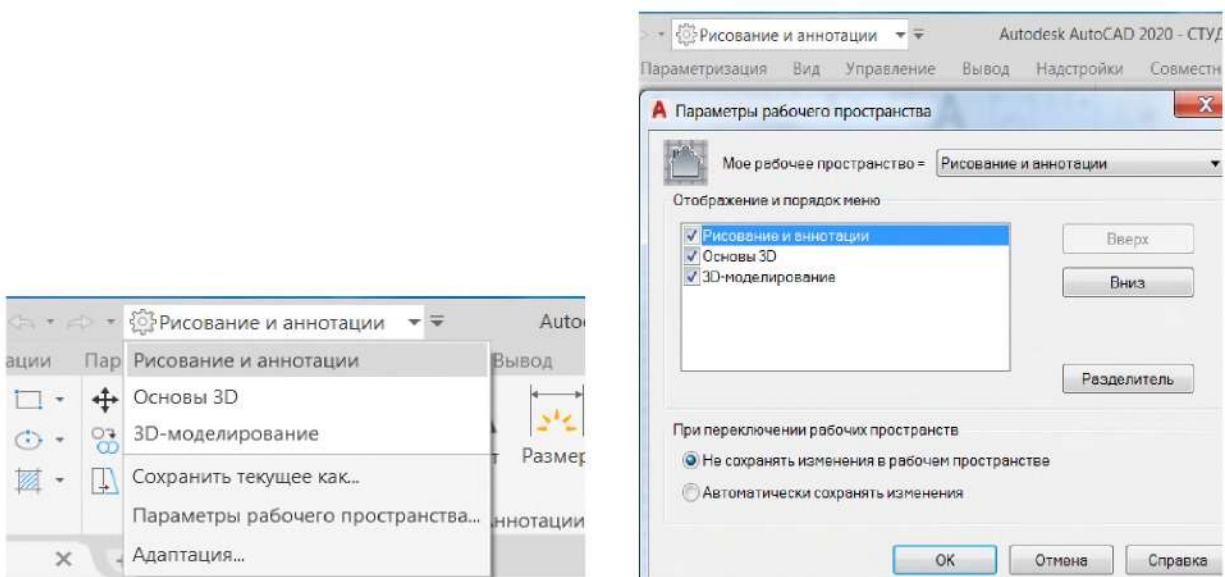 Рисование и аннотации
Auto
ации
Пар
Вывод
Рисование и аннотации
Основы 3D
3D-моделирование
Размер
Сохранить текущее как...
Параметры рабочего пространства...
ннотации
Адаптация...
Рисование и аннотации
Autodesk AutoCAD 2020 - СТУД
Параметризация Вид Управление Вывод Надстройки Совместн
Параметры рабочего пространства
Мое рабочее пространство =
Рисование и аннотации
Отображение и порядок меню
Рисование и аннотации
Основы 3D
3D-моделирование
Вверх
Вниз
Разделитель
При переключении рабочих пространств
Не сохранять изменения в рабочем пространстве
Автоматически сохранять изменения
ОК Отмена Справка